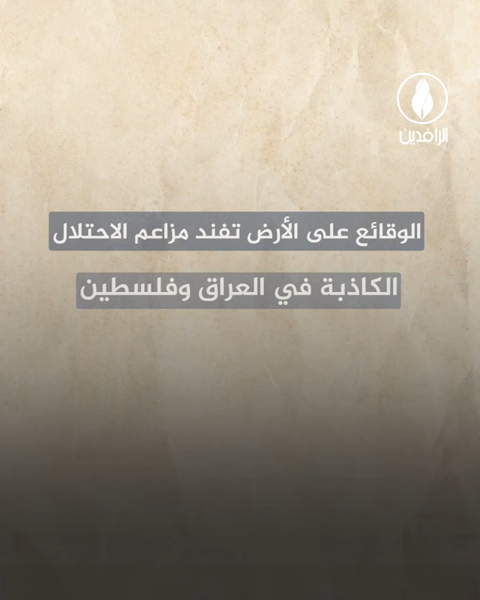 الرافدين
الوقائع على الأرض تفند مزاعم الاحتلال
الكاذبة في العراق وفلسطين